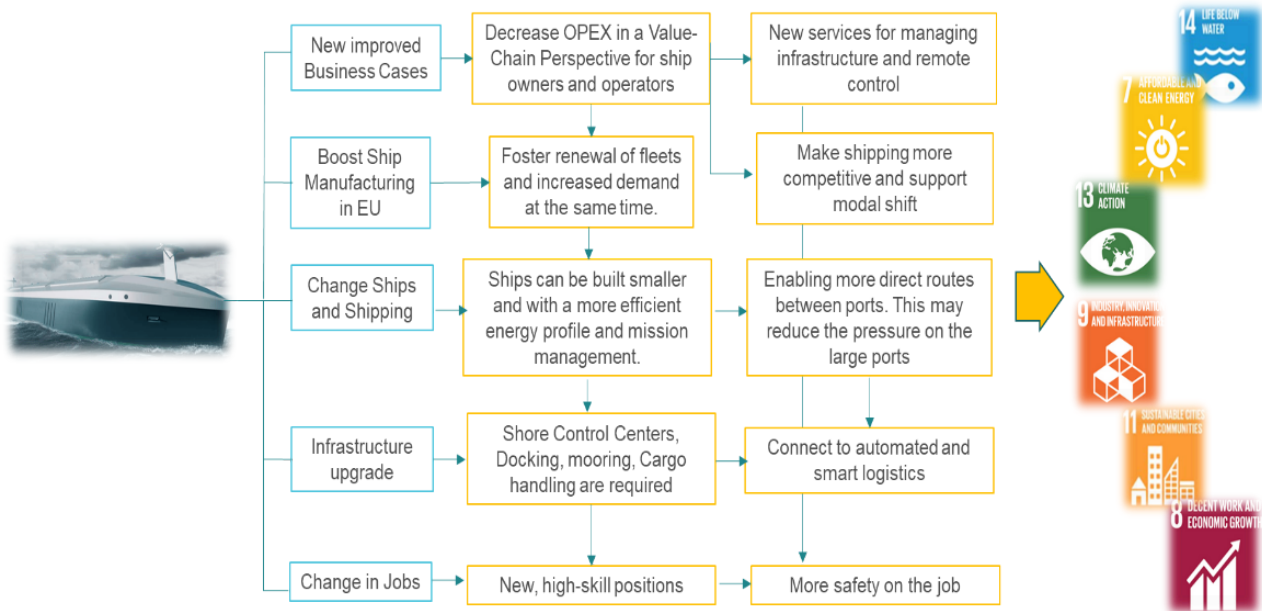 New improved
Business Cases
Decrease OPEX in a Value-
Chain Perspective for ship
owners and operators
New services for managing
infrastructure and remote
control
Boost Ship
Manufacturing
in EU
Foster renewal of fleets
and increased demand
at the same time.
Make shipping more
competitive and support
modal shift
Change Ships
and Shipping
Ships can be built smaller
and with a more efficient
energy profile and mission
management.
Enabling more direct routes
between ports. This may
reduce the pressure on the
large ports
Infrastructure
upgrade
Shore Control Centers,
Docking, mooring, Cargo
handling are required
Connect to automated and
smart logistics
Change in Jobs
New, high-skill positions
More safety on the job
14 LIFE BELOW
WATER
7 AFFORDABLE AND
CLEAN ENERGY
13 CLIMATE
ACTION
9 INDUSTRY, INNOVATION
AND INFRASTRUCTURE
11 SUSTAINABLE CITIES
AND COMMUNITIES
8 DECENT WORK AND
ECONOMIC GROWTH